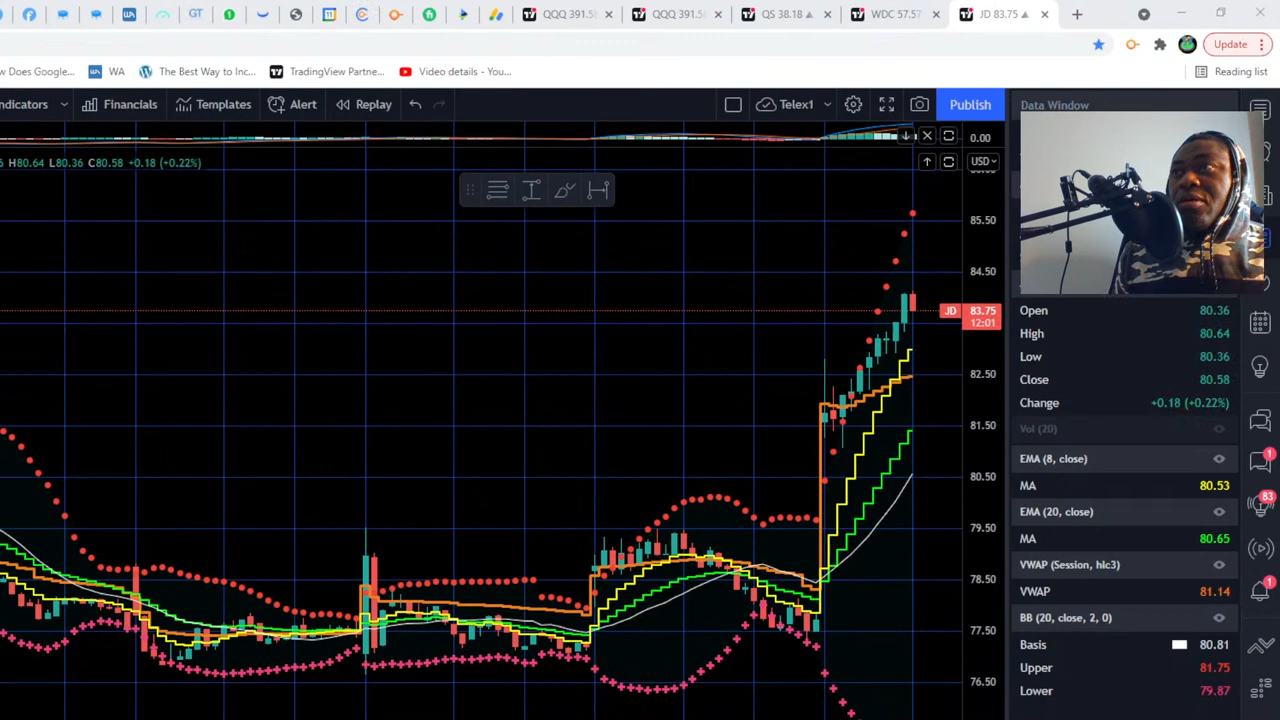 QQQ 391.5
QQQ 391.5
QS 38.18
WDC 57.57
JD 83.75
Update
w Does Google...
WA
The Best Way to Inc...
TradingView Partne...
Video details - You...
Reading list
ndicators
Financials
Templates
Alert
Replay
Telex1
Publish
Data Window
0.00
6 H80.64 L80.36 C80.58 +0.18 (+0.22%)
USD
85.50
84.50
JD 83.75
12:01
82.50
81.50
80.50
79.50
78.50
77.50
76.50
Open 80.36
High 80.64
Low 80.36
Close 80.58
Change +0.18 (+0.22%)
Vol (20)
EMA (8, close)
MA 80.53
EMA (20, close)
MA 80.65
VWAP (Session, hlc3)
VWAP 81.14
BB (20, close, 2, 0)
Basis 80.81
Upper 81.75
Lower 79.87
1
83
1